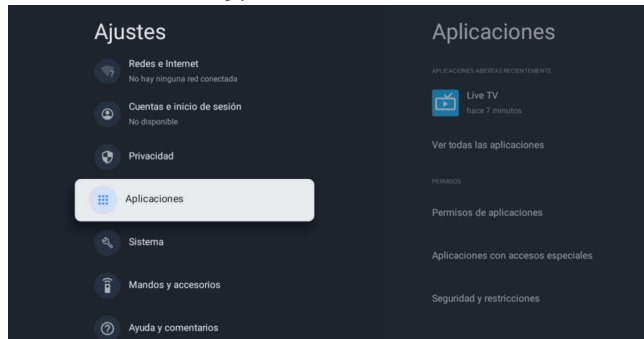 Ajustes
Redes e Internet
No hay ninguna red conectada
Cuentas e inicio de sesión
No disponible
Privacidad
Aplicaciones
Sistema
Mandos y accesorios
Ayuda y comentarios
Aplicaciones
APLICACIONES ABIERTAS RECIENTEMENTE
Live TV
hace 7 minutos
Ver todas las aplicaciones
PERMISOS
Permisos de aplicaciones
Aplicaciones con accesos especiales
Seguridad y restricciones